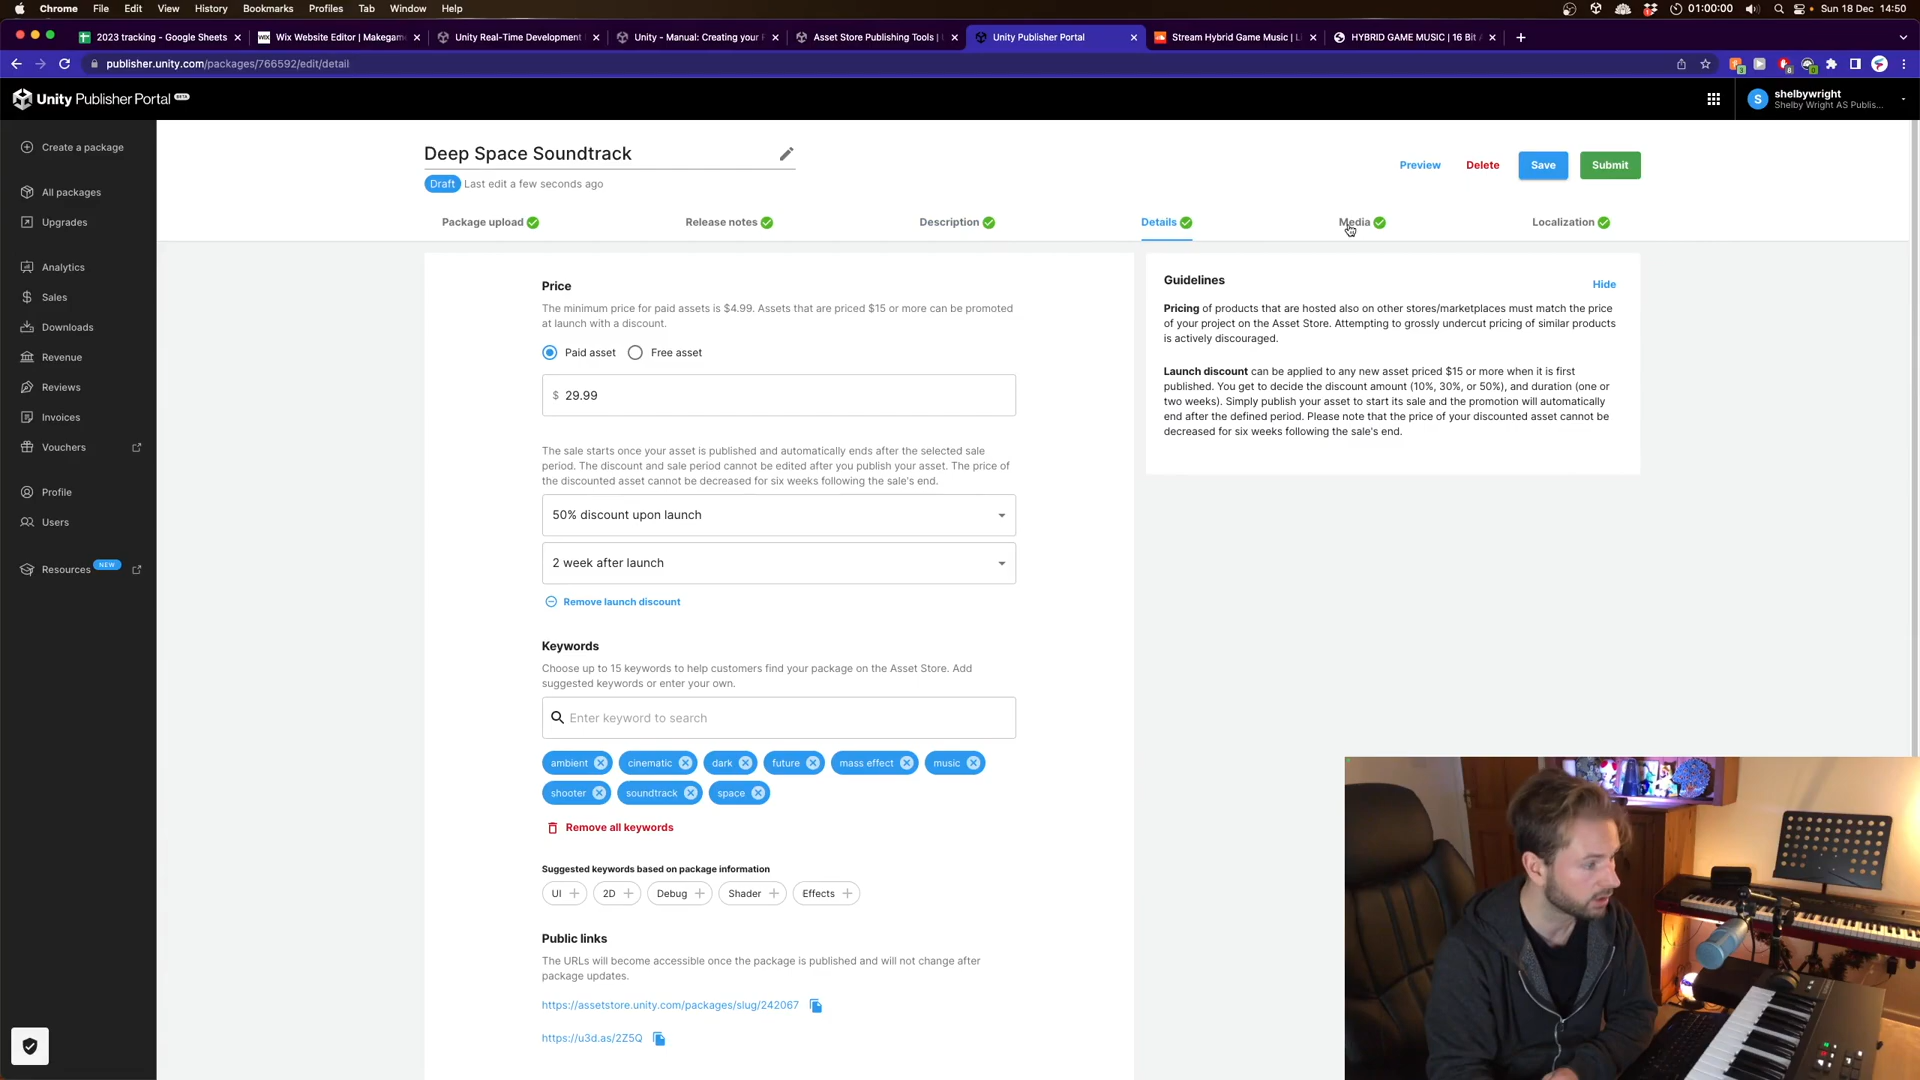 Chrome File Edit View History Bookmarks Profiles Tab Window Help
01:00:00 Sun 18 Dec 14:50
2023 tracking - Google Sheets
Wix Website Editor | Makegam
Unity Real-Time Development
Unity - Manual: Creating your
Asset Store Publishing Tools |
Unity Publisher Portal
Stream Hybrid Game Music |
HYBRID GAME MUSIC | 16 Bit
publisher.unity.com/packages/766592/edit/detail
Unity Publisher Portal BETA
S
shelbywright
Shelby Wright AS Publis...
Create a package
All packages
Upgrades
Analytics
Sales
Downloads
Revenue
Reviews
Invoices
Vouchers
Profile
Users
Resources NEW
Deep Space Soundtrack
Draft Last edit a few seconds ago
Preview Delete Save Submit
Package upload Release notes Description Details Media Localization
Price
The minimum price for paid assets is $4.99. Assets that are priced $15 or more can be promoted
at launch with a discount.
Paid asset Free asset
$ 29.99
The sale starts once your asset is published and automatically ends after the selected sale
period. The discount and sale period cannot be edited after you publish your asset. The price of
the discounted asset cannot be decreased for six weeks following the sale's end.
50% discount upon launch
2 week after launch
Remove launch discount
Keywords
Choose up to 15 keywords to help customers find your package on the Asset Store. Add
suggested keywords or enter your own.
Enter keyword to search
ambient cinematic dark future mass effect music
shooter soundtrack space
Remove all keywords
Suggested keywords based on package information
UI 2D Debug Shader Effects
Public links
The URLs will become accessible once the package is published and will not change after
package updates.
https://assetstore.unity.com/packages/slug/242067
https://u3d.as/2Z5Q
Guidelines
Hide
Pricing of products that are hosted also on other stores/marketplaces must match the price
of your project on the Asset Store. Attempting to grossly undercut pricing of similar products
is actively discouraged.
Launch discount can be applied to any new asset priced $15 or more when it is first
published. You get to decide the discount amount (10%, 30%, or 50%), and duration (one or
two weeks). Simply publish your asset to start its sale and the promotion will automatically
end after the defined period. Please note that the price of your discounted asset cannot be
decreased for six weeks following the sale's end.